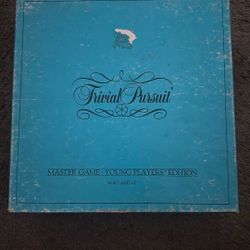 Trivial Pursuit
MASTER GAME - YOUNG PLAYERS' EDITION